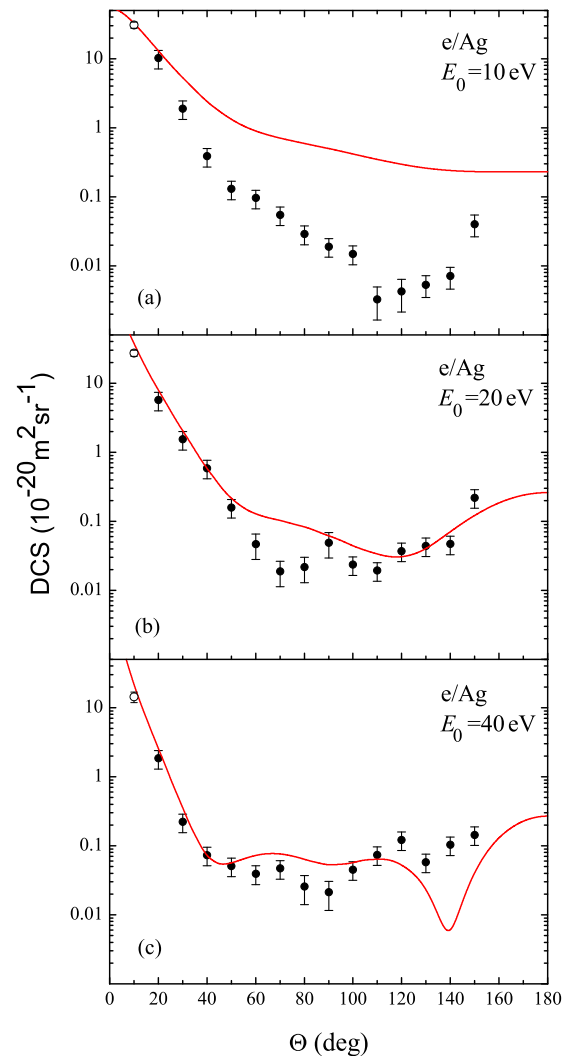 e/Ag
E₀ =10 eV
10
1
0.1
0.01
(a)
e/Ag
E₀ =20 eV
10
1
0.1
0.01
(b)
DCS (10⁻²⁰m²sr⁻¹)
e/Ag
E₀ =40 eV
10
1
0.1
0.01
(c)
0 20 40 60 80 100 120 140 160 180
Θ (deg)